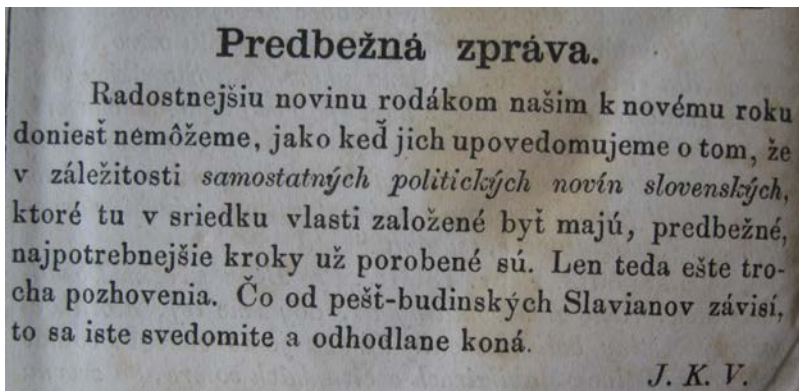 Predbežná zpráva.
Radostnejšiu novinu rodákom našim k novému roku
doniesť nemôžeme, jako keď jich upovedomujeme o tom, že
v záležitosti samostatných politických novín slovenských,
ktoré tu v sriedku vlasti založené byť majú, predbežné,
najpotrebnejšie kroky už porobené sú. Len teda ešte tro-
cha pozhovenia. Čo od pešť-budinských Slavianov závisí,
to sa iste svedomite a odhodlane koná.
J. K. V.